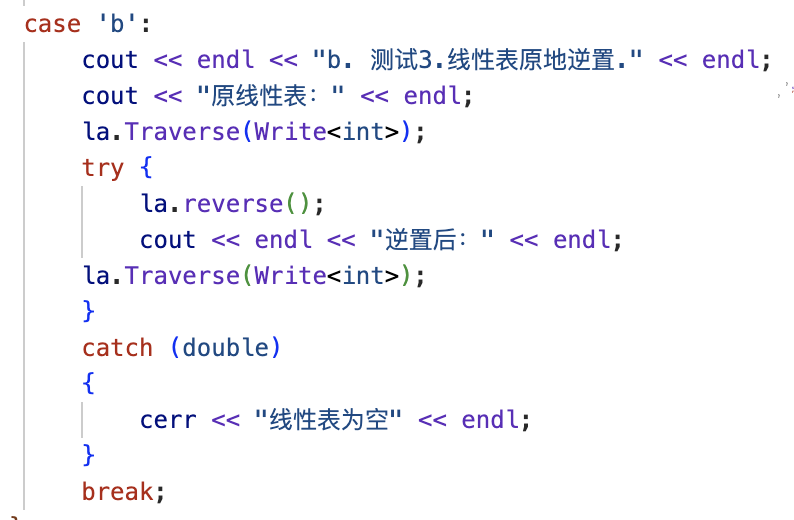 case 'b':
cout << endl << "b. 测试3.线性表原地逆置." << endl;
cout << "原线性表：" << endl;
la.Traverse(Write<int>);
try {
la.reverse();
cout << endl << "逆置后：" << endl;
la.Traverse(Write<int>);
}
catch (double)
{
cerr << "线性表为空" << endl;
}
break;